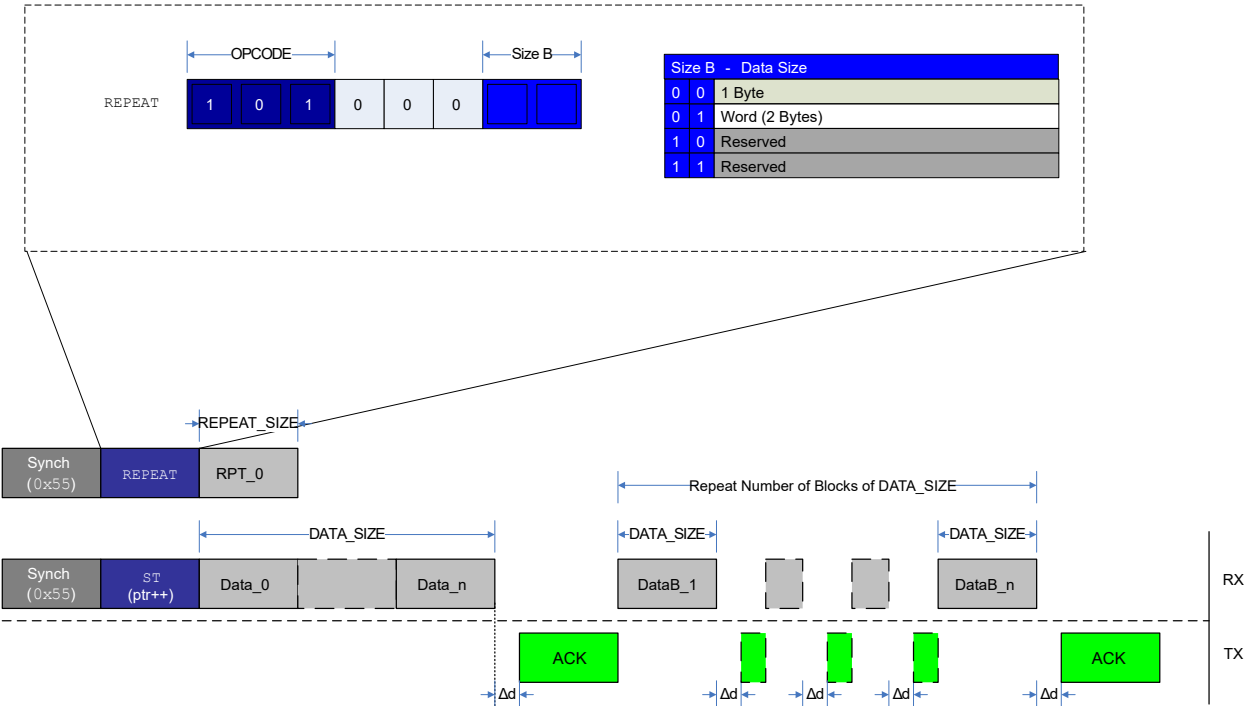 OPCODE
Size B
REPEAT
1 0 1 0 0 0
Size B - Data Size
0 0 1 Byte
0 1 Word (2 Bytes)
1 0 Reserved
1 1 Reserved
REPEAT_SIZE
Synch
(0x55)
REPEAT
RPT_0
Repeat Number of Blocks of DATA_SIZE
DATA_SIZE
DATA_SIZE
DATA_SIZE
Synch
(0x55)
ST
(ptr++)
Data_0
Data_n
DataB_1
DataB_n
RX
ACK
ACK
TX
Δd
Δd
Δd
Δd
Δd